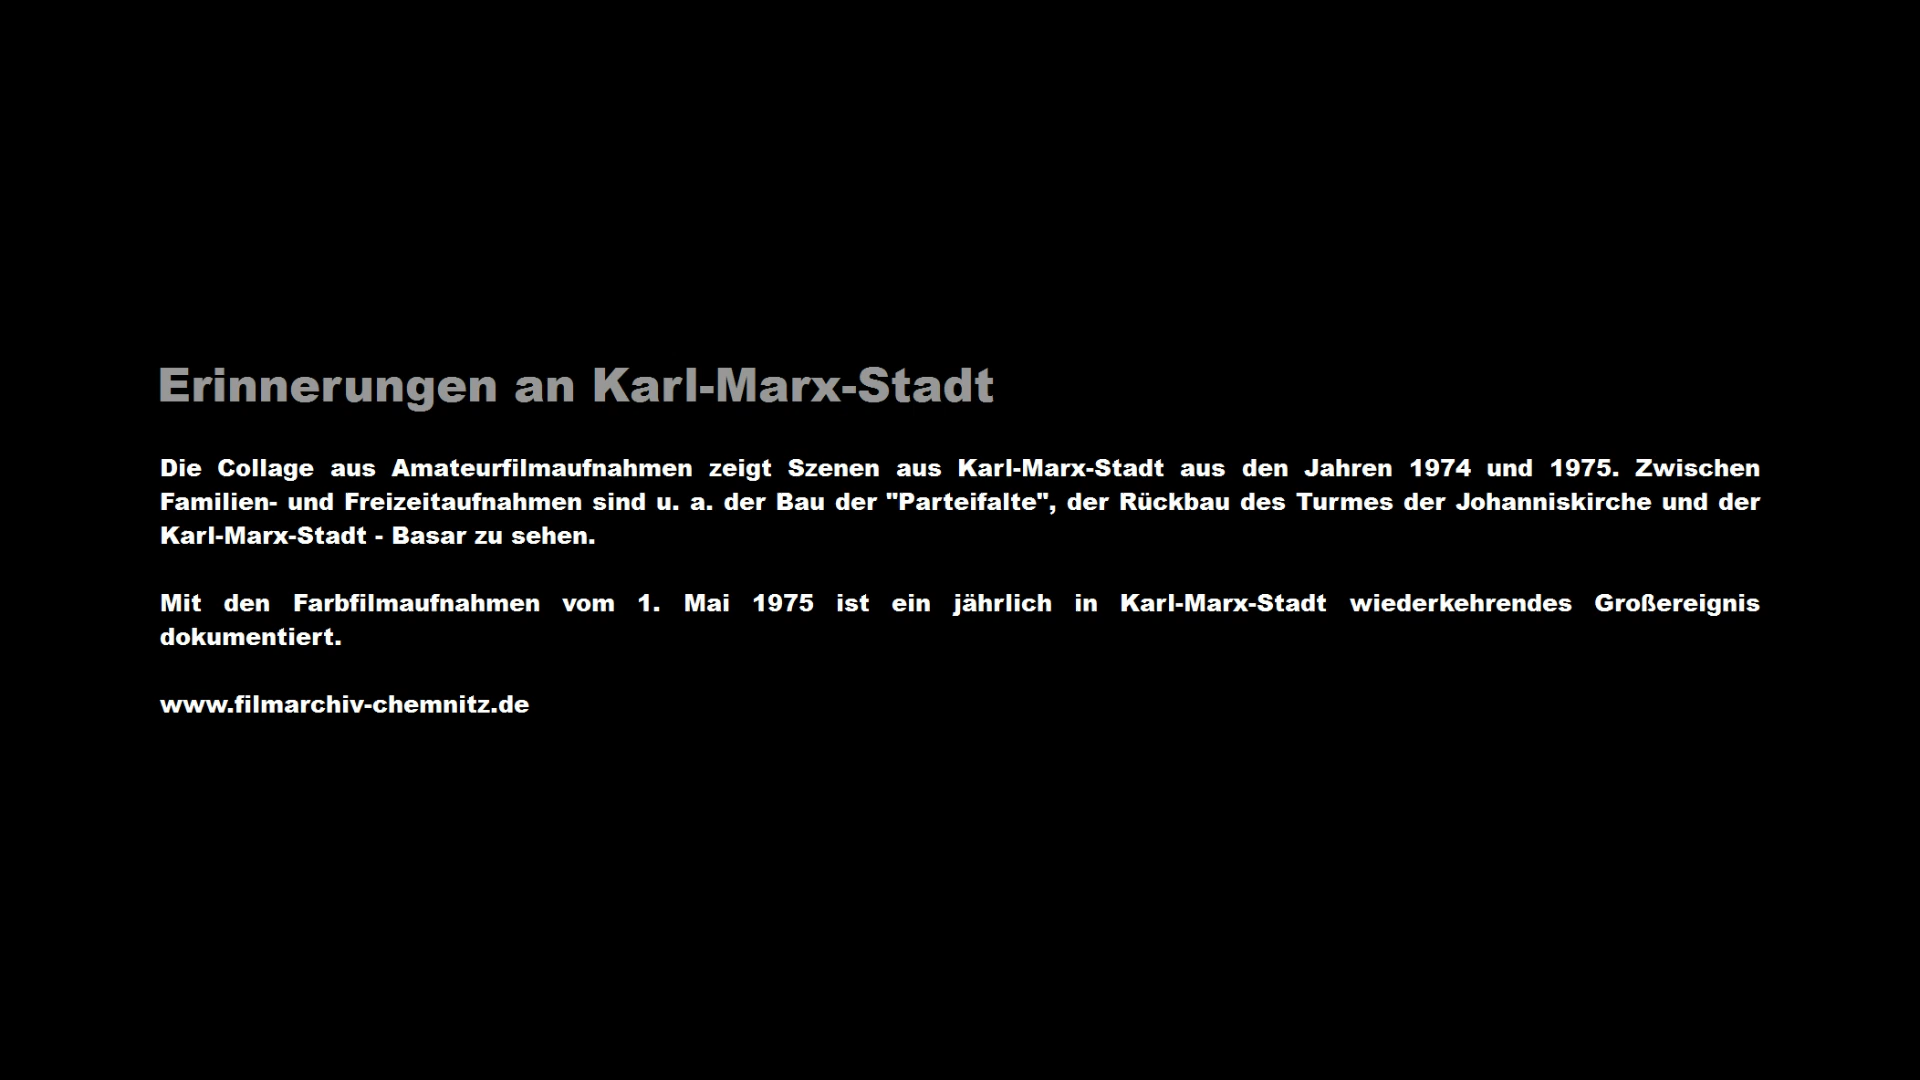 Erinnerungen an Karl-Marx-Stadt
Die Collage aus Amateurfilmaufnahmen zeigt Szenen aus Karl-Marx-Stadt aus den Jahren 1974 und 1975. Zwischen
Familien- und Freizeitaufnahmen sind u. a. der Bau der "Parteifalte", der Rückbau des Turmes der Johanniskirche und der
Karl-Marx-Stadt - Basar zu sehen.
Mit den Farbfilmaufnahmen vom 1. Mai 1975 ist ein jährlich in Karl-Marx-Stadt wiederkehrendes Großereignis
dokumentiert.
www.filmarchiv-chemnitz.de